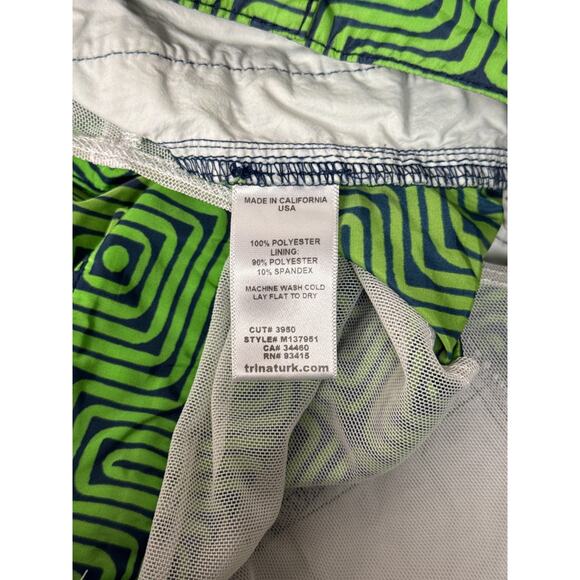 MADE IN CALIFORNIA
USA
100% POLYESTER
LINING:
90% POLYESTER
10% SPANDEX
MACHINE WASH COLD
LAY FLAT TO DRY
CUT# 3950
STYLE# M137951
CA# 34460
RN# 93415
trinaturk.com